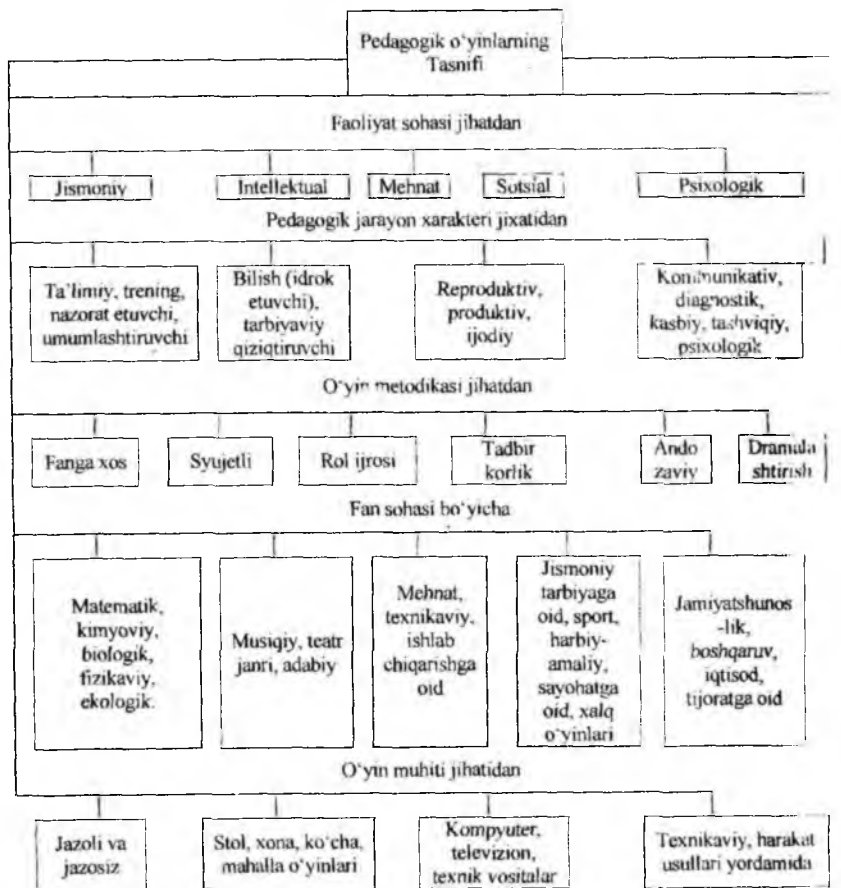 Pedagogik o‘yinlarning
Tasnifi
Faoliyat sohasi jihatdan
Jismoniy
Intellektual
Mehnat
Sotsial
Psixologik
Pedagogik jarayon xarakteri jixatidan
Ta’limiy, trening,
nazorat etuvchi,
umumlashtiruvchi
Bilish (idrok
etuvchi),
tarbiyaviy
qiziqtiruvchi
Reproduktiv,
produktiv,
ijodiy
Kommunikativ,
diagnostik,
kasbiy, tashviqiy,
psixologik
O‘yin metodikasi jihatdan
Fanga xos
Syujetli
Rol ijrosi
Tadbir
korlik
Ando
zaviy
Dramala
shtirish
Fan sohasi bo‘yicha
Matematik,
kimyoviy,
biologik,
fizikaviy,
ekologik.
Musiqiy, teatr
janri, adabiy
Mehnat,
texnikaviy,
ishlab
chiqarishga
oid
Jismoniy
tarbiyaga
oid, sport,
harbiy-
amaliy,
sayohatga
oid, xalq
o‘yinlari
Jamiyatshunos
-lik,
boshqaruv,
iqtisod,
tijoratga oid
O‘yin muhiti jihatidan
Jazoli va
jazosiz
Stol, xona, ko‘cha,
mahalla o‘yinlari
Kompyuter,
televizion,
texnik vositalar
Texnikaviy, harakat
usullari yordamida